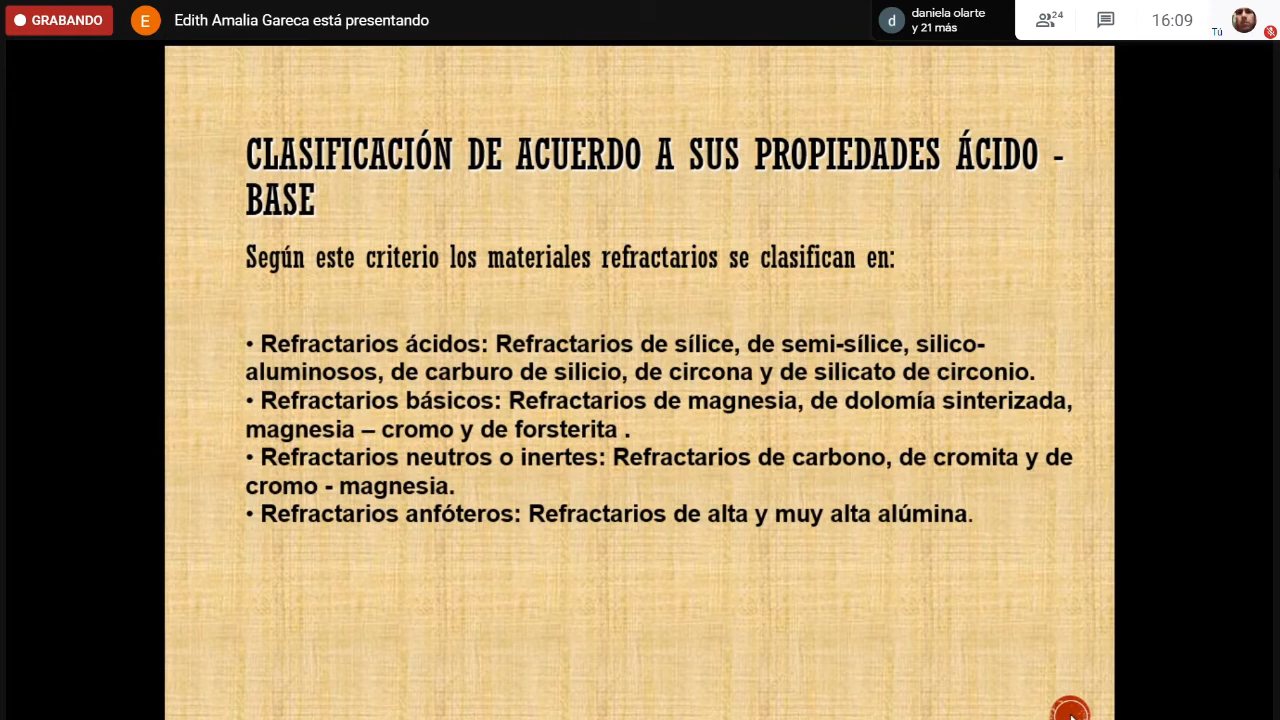 GRABANDO
E
Edith Amalia Gareca está presentando
d
daniela olarte
y 21 más
24
16:09
Tú
CLASIFICACIÓN DE ACUERDO A SUS PROPIEDADES ÁCIDO -
BASE
Según este criterio los materiales refractarios se clasifican en:
• Refractarios ácidos: Refractarios de sílice, de semi-sílice, silico-
aluminosos, de carburo de silicio, de circona y de silicato de circonio.
• Refractarios básicos: Refractarios de magnesia, de dolomía sinterizada,
magnesia – cromo y de forsterita .
• Refractarios neutros o inertes: Refractarios de carbono, de cromita y de
cromo - magnesia.
• Refractarios anfóteros: Refractarios de alta y muy alta alúmina.